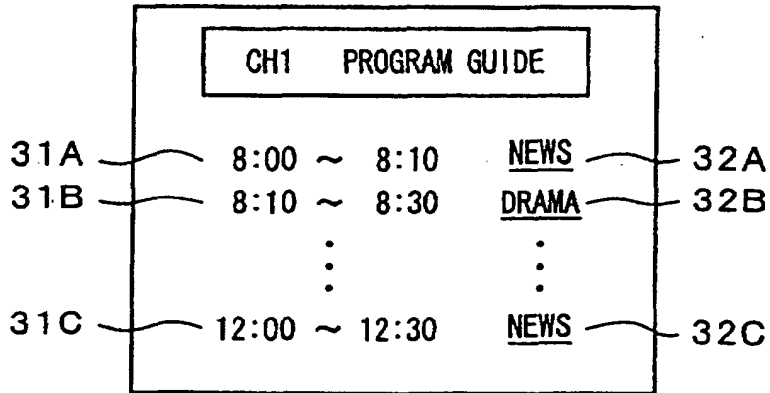 CH1 PROGRAM GUIDE
31A 8:00 ~ 8:10 NEWS 32A
31B 8:10 ~ 8:30 DRAMA 32B
31C 12:00 ~ 12:30 NEWS 32C